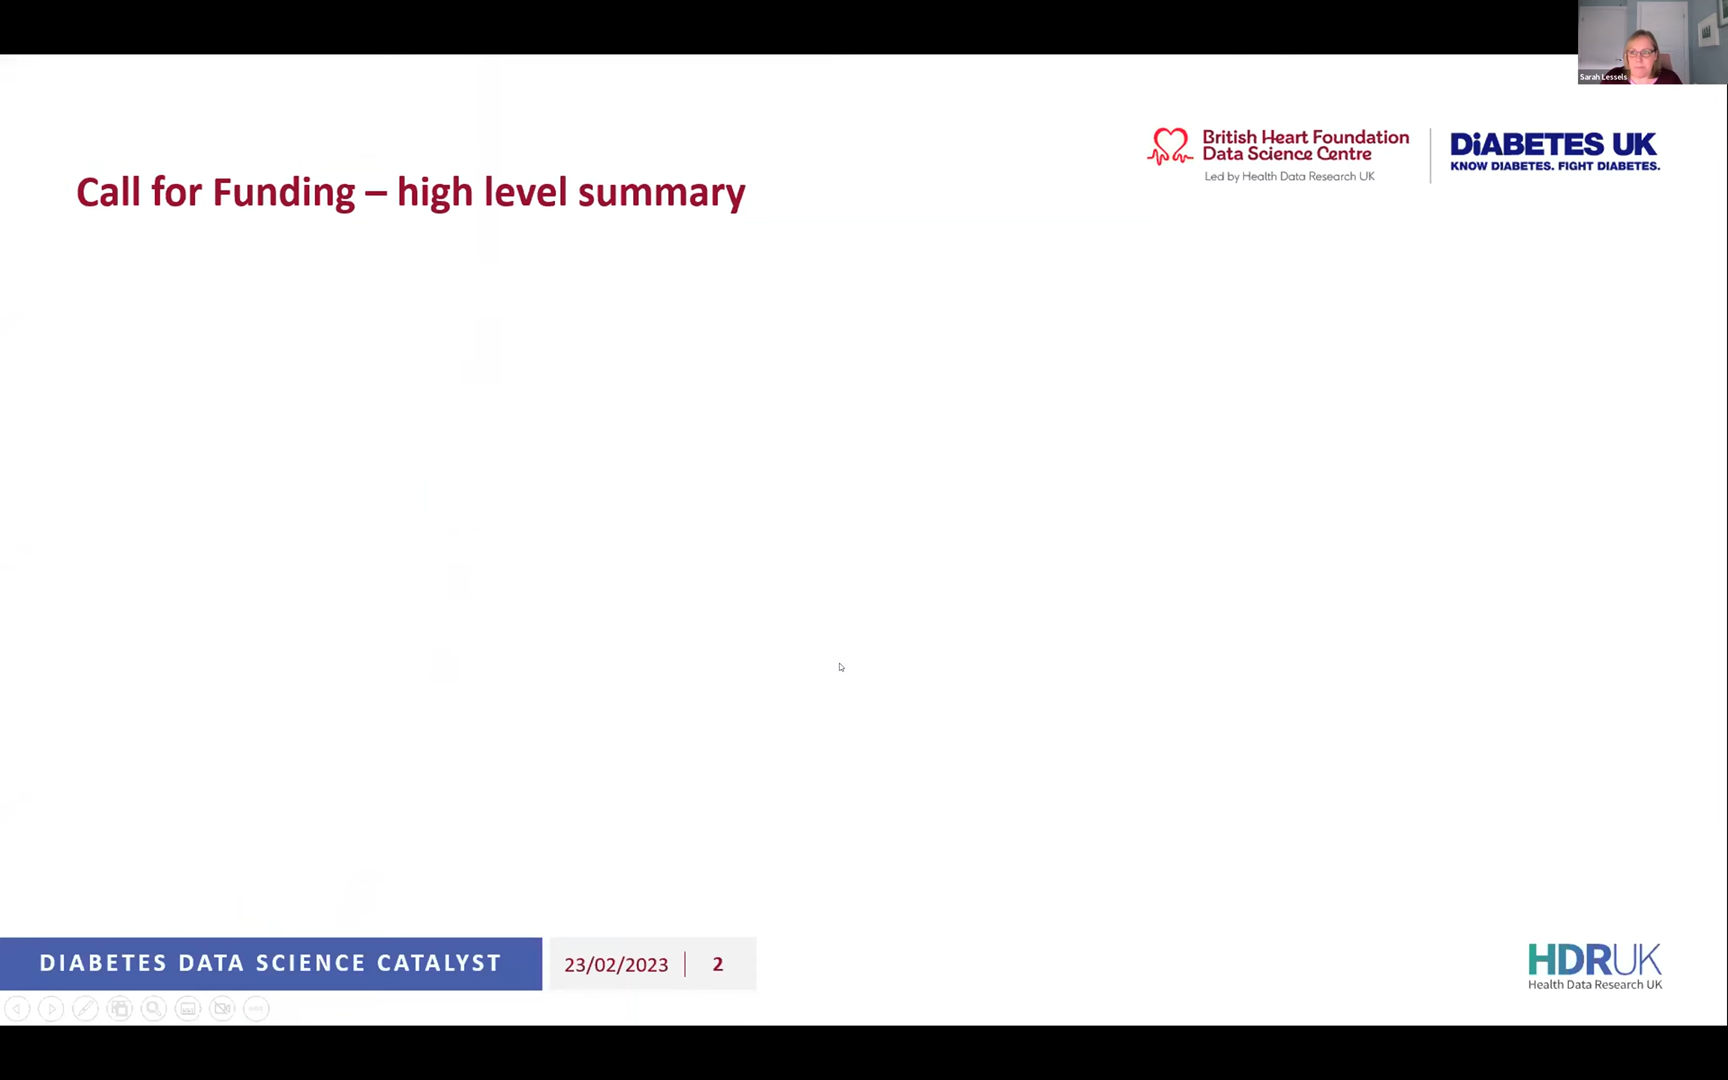 Sarah Lessels
British Heart Foundation
Data Science Centre
Led by Health Data Research UK
DiABETES UK
KNOW DIABETES. FIGHT DIABETES.
Call for Funding – high level summary
DIABETES DATA SCIENCE CATALYST
23/02/2023
2
HDRUK
Health Data Research UK